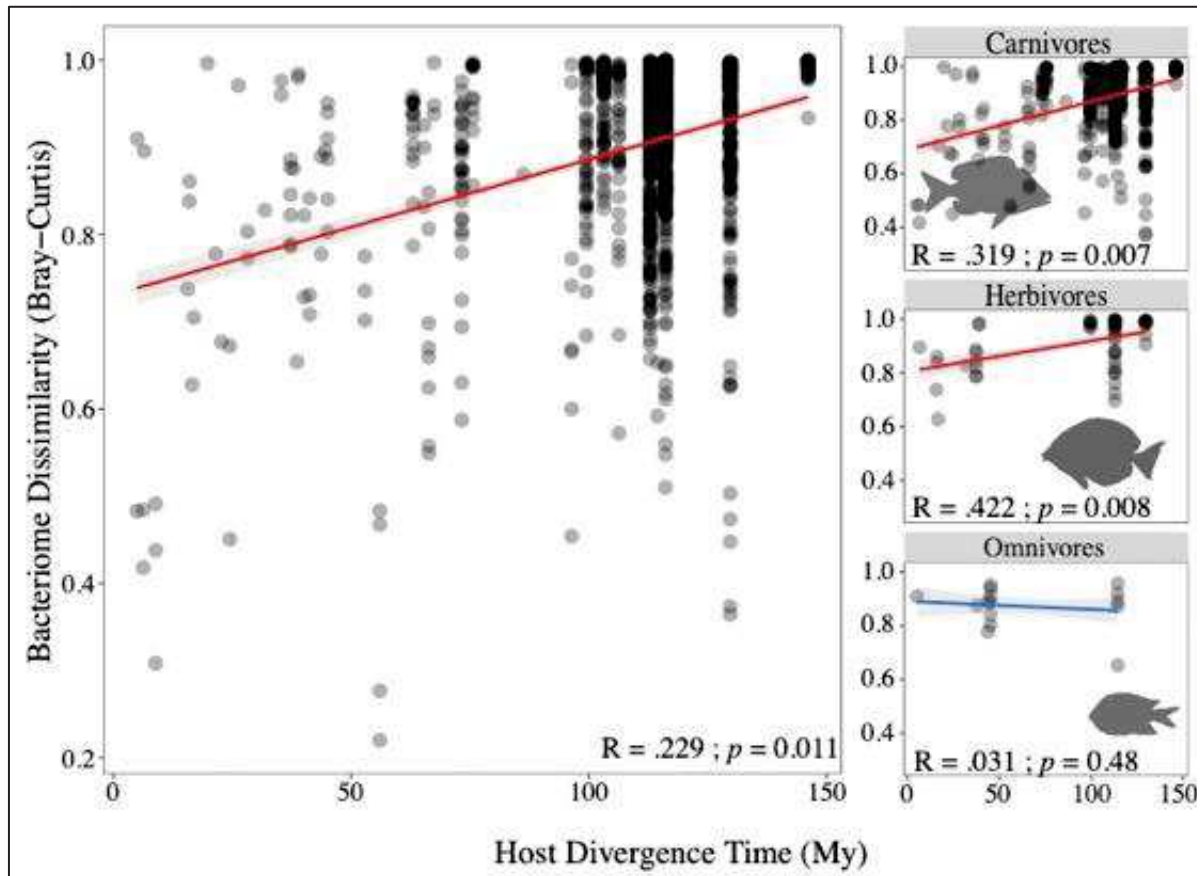 Bacteriome Dissimilarity (Bray–Curtis)
1.0
0.8
0.6
0.4
0.2
R = .229 ; p = 0.011
0
50
100
150
Carnivores
1.0
0.8
0.6
0.4
R = .319 ; p = 0.007
Herbivores
1.0
0.8
0.6
0.4
R = .422 ; p = 0.008
Omnivores
1.0
0.8
0.6
0.4
R = .031 ; p = 0.48
0
50
100
150
Host Divergence Time (My)